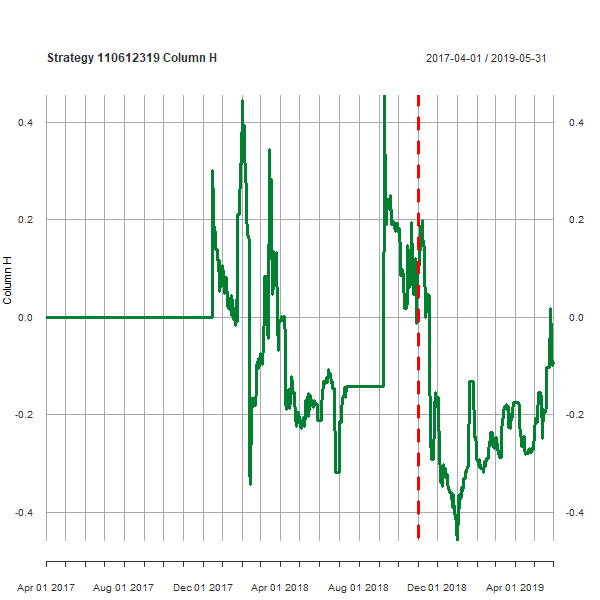 Strategy 110612319 Column H
2017-04-01 / 2019-05-31
0.4
0.4
0.2
0.2
0.0
0.0
-0.2
-0.2
-0.4
-0.4
Column H
Apr 01 2017
Aug 01 2017
Dec 01 2017
Apr 01 2018
Aug 01 2018
Dec 01 2018
Apr 01 2019